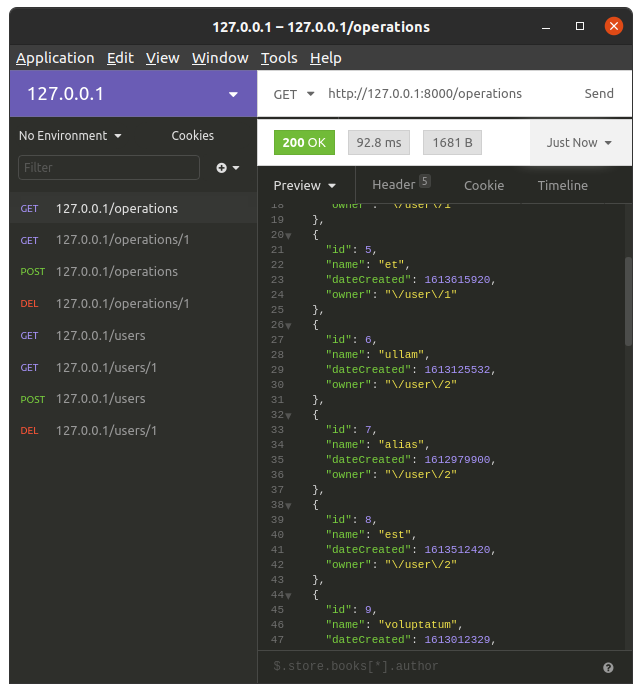 127.0.0.1 – 127.0.0.1/operations
Application Edit View Window Tools Help
127.0.0.1
GET http://127.0.0.1:8000/operations Send
No Environment Cookies
200 OK 92.8 ms 1681 B Just Now
Filter
Preview Header 5 Cookie Timeline
GET 127.0.0.1/operations
GET 127.0.0.1/operations/1
POST 127.0.0.1/operations
DEL 127.0.0.1/operations/1
GET 127.0.0.1/users
GET 127.0.0.1/users/1
POST 127.0.0.1/users
DEL 127.0.0.1/users/1
18 "owner": "\/user\/1"
19 },
20 {
21 "id": 5,
22 "name": "et",
23 "dateCreated": 1613615920,
24 "owner": "\/user\/1"
25 },
26 {
27 "id": 6,
28 "name": "ullam",
29 "dateCreated": 1613125532,
30 "owner": "\/user\/2"
31 },
32 {
33 "id": 7,
34 "name": "alias",
35 "dateCreated": 1612979900,
36 "owner": "\/user\/2"
37 },
38 {
39 "id": 8,
40 "name": "est",
41 "dateCreated": 1613512420,
42 "owner": "\/user\/2"
43 },
44 {
45 "id": 9,
46 "name": "voluptatum",
47 "dateCreated": 1613012329,
$.store.books[*].author